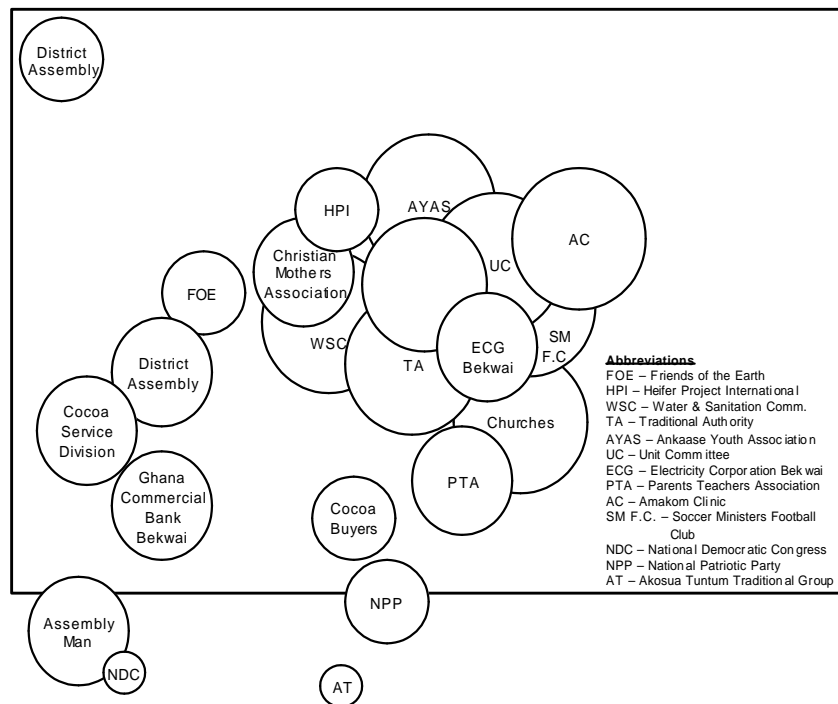 District
Assembly
HPI
AYAS
AC
Christian
Mothers
Association
UC
FOE
WSC
SM
F.C
ECG
Bekwai
TA
District
Assembly
Cocoa
Service
Division
Churches
PTA
Ghana
Commercial
Bank
Bekwai
Cocoa
Buyers
NPP
Assembly
Man
NDC
AT
Abbreviations
FOE – Friends of the Earth
HPI – Heifer Project International
WSC – Water & Sanitation Comm.
TA – Traditional Authority
AYAS – Ankaase Youth Association
UC – Unit Committee
ECG – Electricity Corporation Bekwai
PTA – Parents Teachers Association
AC – Amakom Clinic
SM F.C. – Soccer Ministers Football
Club
NDC – National Democratic Congress
NPP – National Patriotic Party
AT – Akosua Tuntum Traditional Group